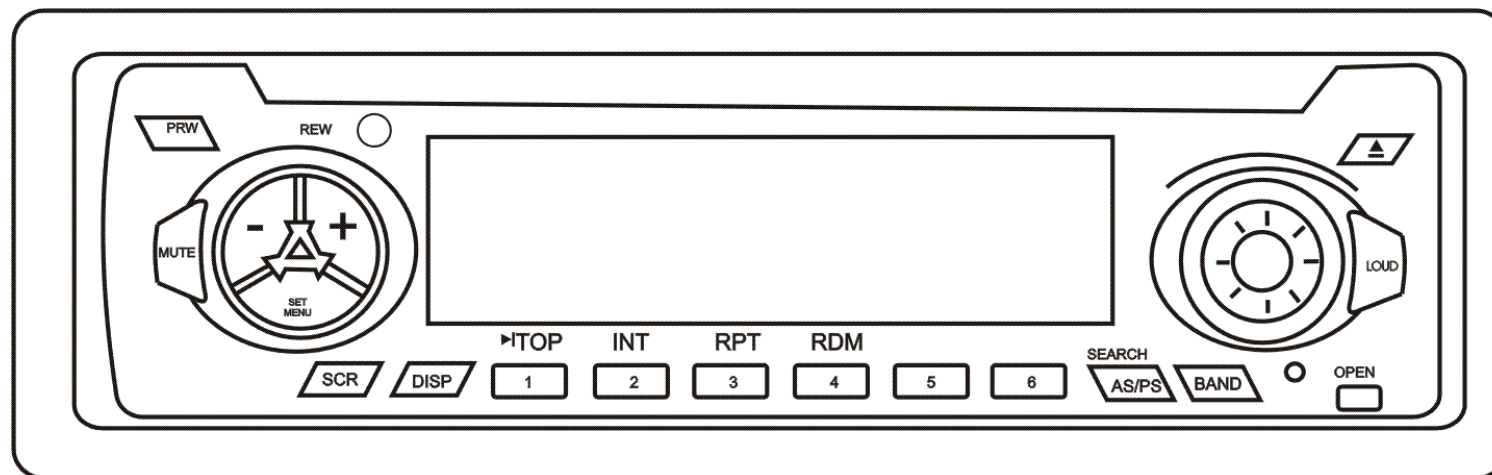 PRW
REW
MUTE
- +
SET
MENU
LOUD
▶ITOP INT RPT RDM
SEARCH
OPEN
SCR DISP 1 2 3 4 5 6 AS/PS BAND